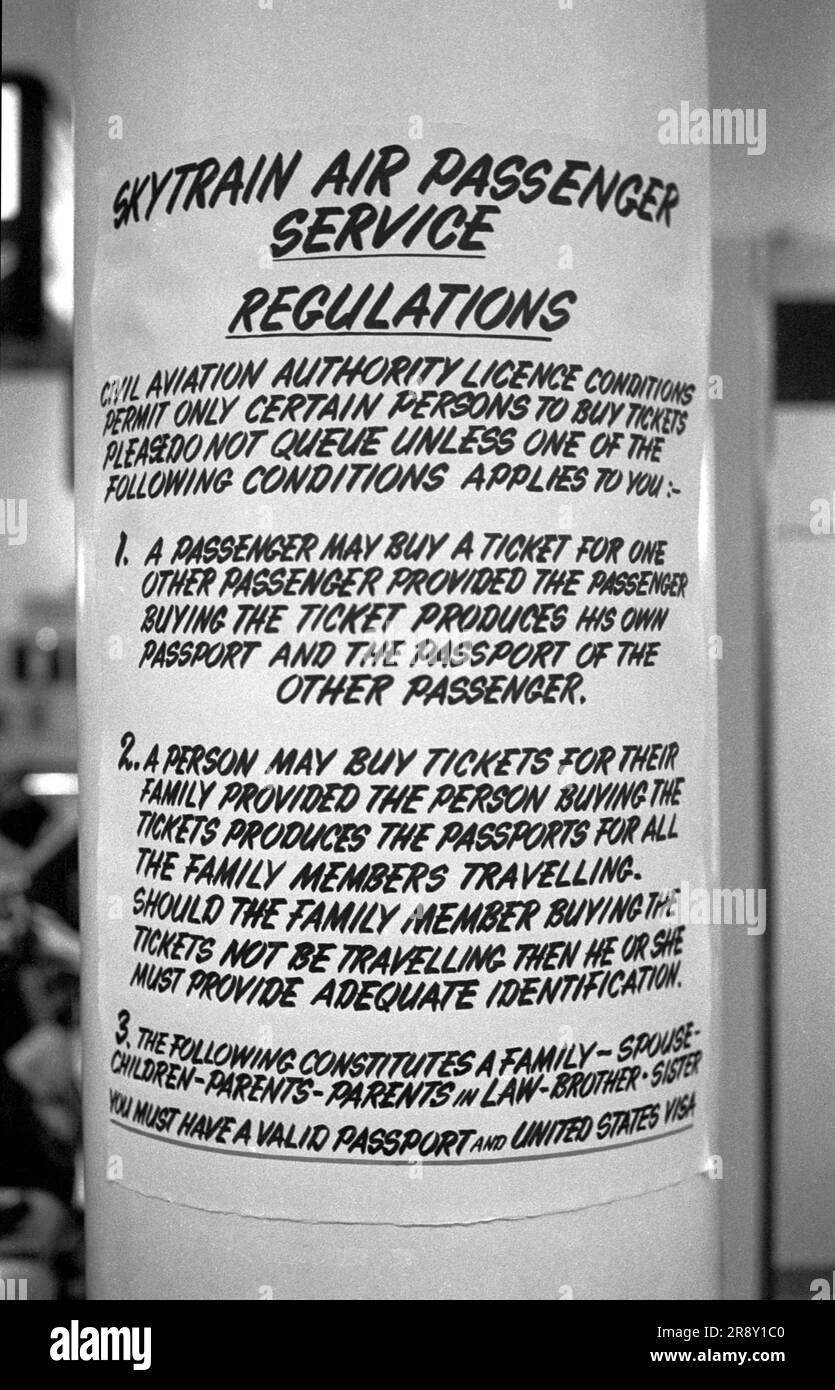 SKYTRAIN AIR PASSENGER
SERVICE
REGULATIONS
CIVIL AVIATION AUTHORITY LICENCE CONDITIONS
PERMIT ONLY CERTAIN PERSONS TO BUY TICKETS
PLEASE DO NOT QUEUE UNLESS ONE OF THE
FOLLOWING CONDITIONS APPLIES TO YOU :-
1. A PASSENGER MAY BUY A TICKET FOR ONE
OTHER PASSENGER PROVIDED THE PASSENGER
BUYING THE TICKET PRODUCES HIS OWN
PASSPORT AND THE PASSPORT OF THE
OTHER PASSENGER.
2. A PERSON MAY BUY TICKETS FOR THEIR
FAMILY PROVIDED THE PERSON BUYING THE
TICKETS PRODUCES THE PASSPORTS FOR ALL
THE FAMILY MEMBERS TRAVELLING.
SHOULD THE FAMILY MEMBER BUYING THE
TICKETS NOT BE TRAVELLING THEN HE OR SHE
MUST PROVIDE ADEQUATE IDENTIFICATION.
3. THE FOLLOWING CONSTITUTES A FAMILY - SPOUSE-
CHILDREN-PARENTS-PARENTS IN LAW-BROTHER-SISTER
YOU MUST HAVE A VALID PASSPORT AND UNITED STATES VISA
alamy
Image ID: 2R8Y1C0
www.alamy.com